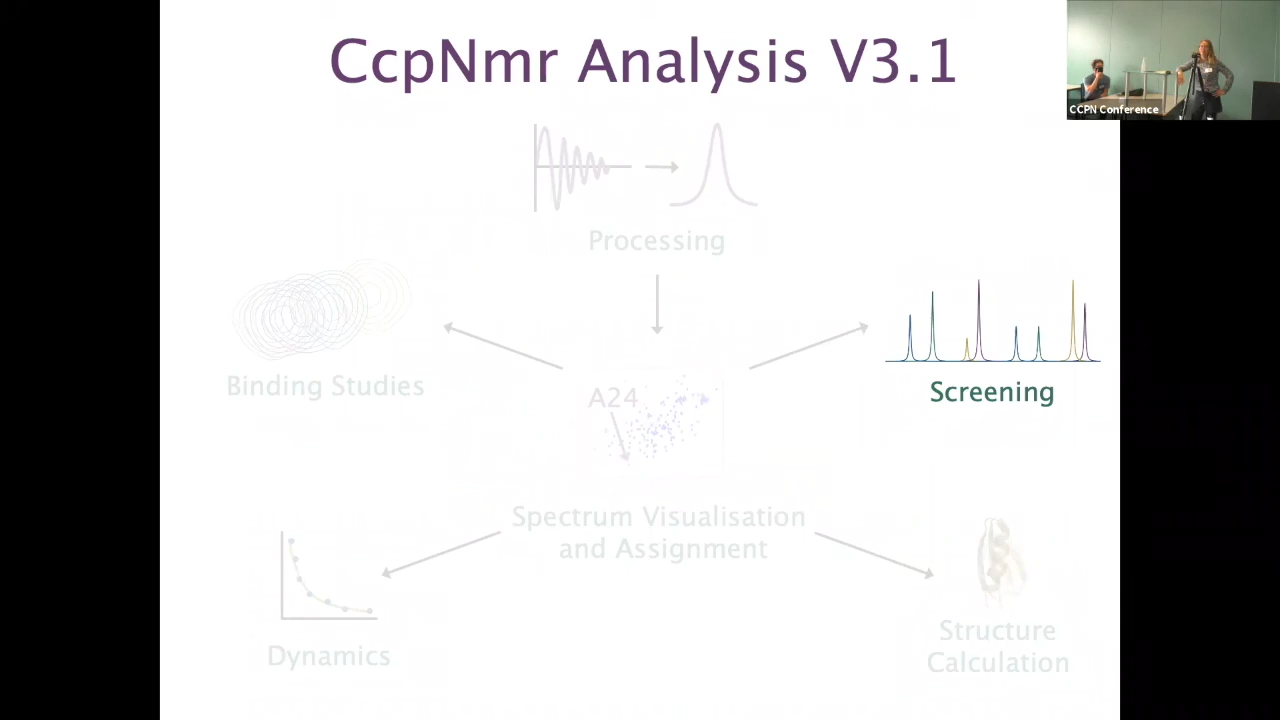 CcpNmr Analysis V3.1
CCPN Conference
Processing
Binding Studies
Screening
A24
Spectrum Visualisation
and Assignment
Dynamics
Structure
Calculation